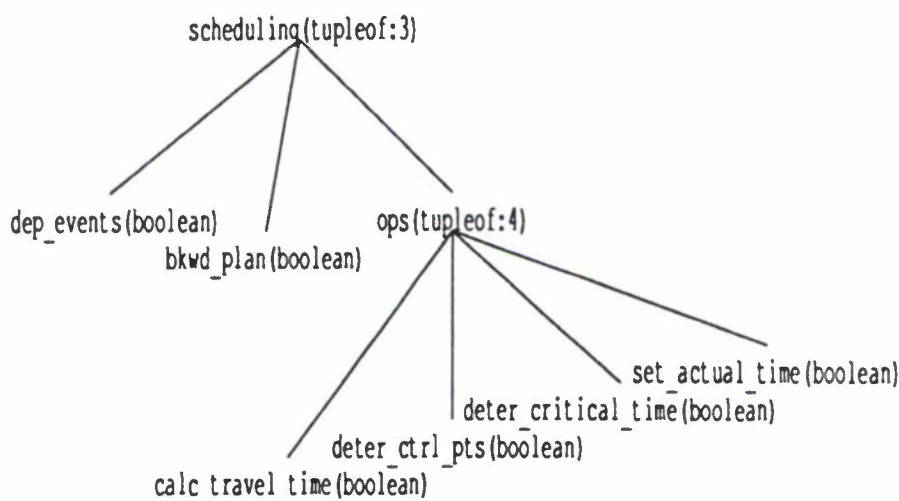 scheduling(tupleof:3)
dep_events(boolean)
bkwd_plan(boolean)
ops(tupleof:4)
set_actual_time(boolean)
deter_critical_time(boolean)
deter_ctrl_pts(boolean)
calc travel time(boolean)